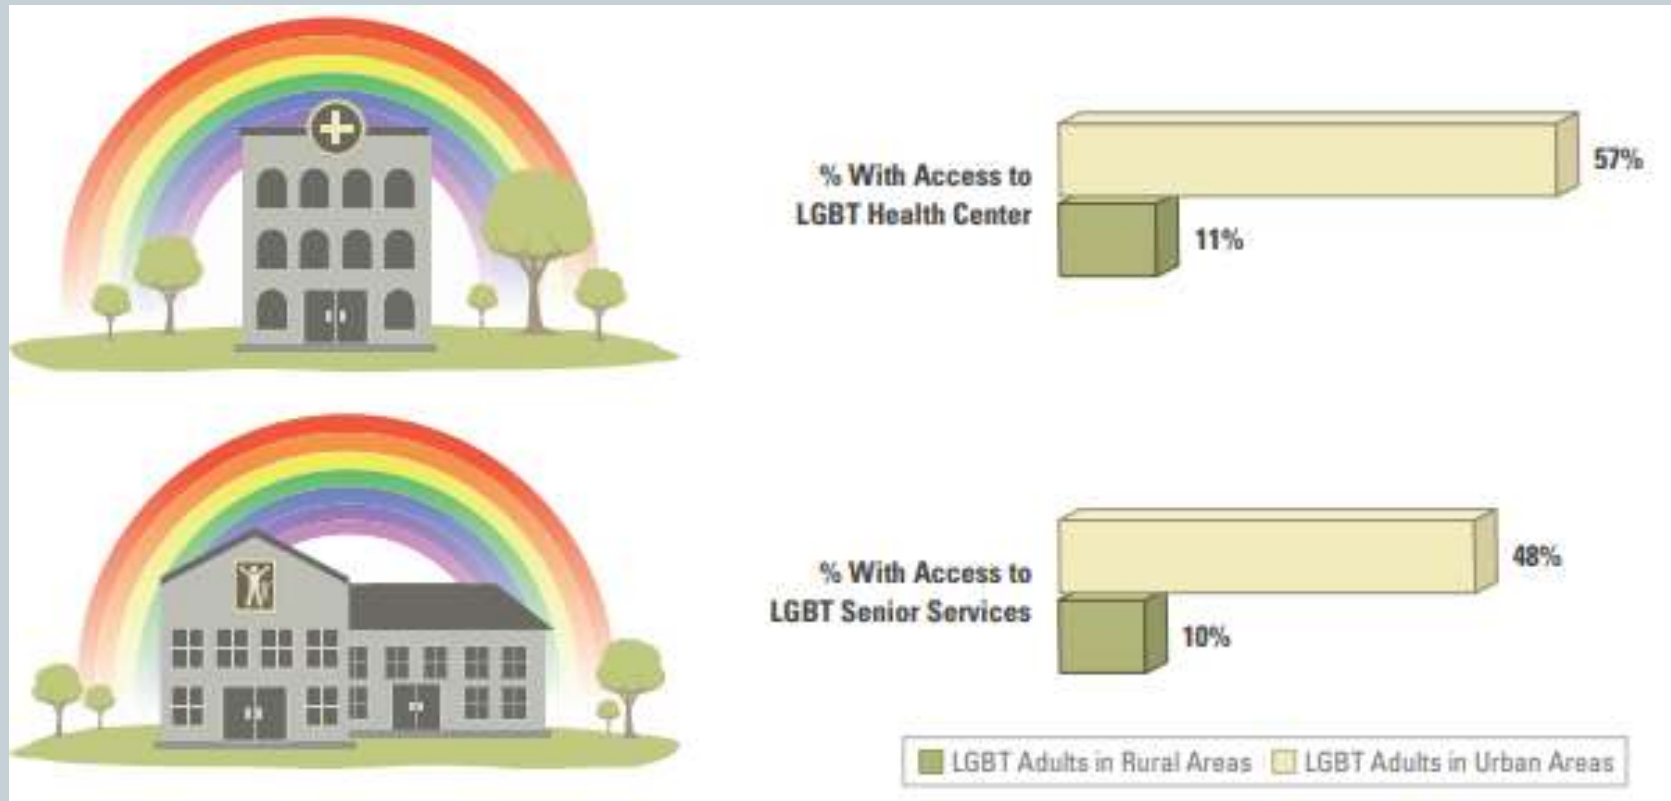 % With Access to
LGBT Health Center
57%
11%
% With Access to
LGBT Senior Services
48%
10%
LGBT Adults in Rural Areas LGBT Adults in Urban Areas